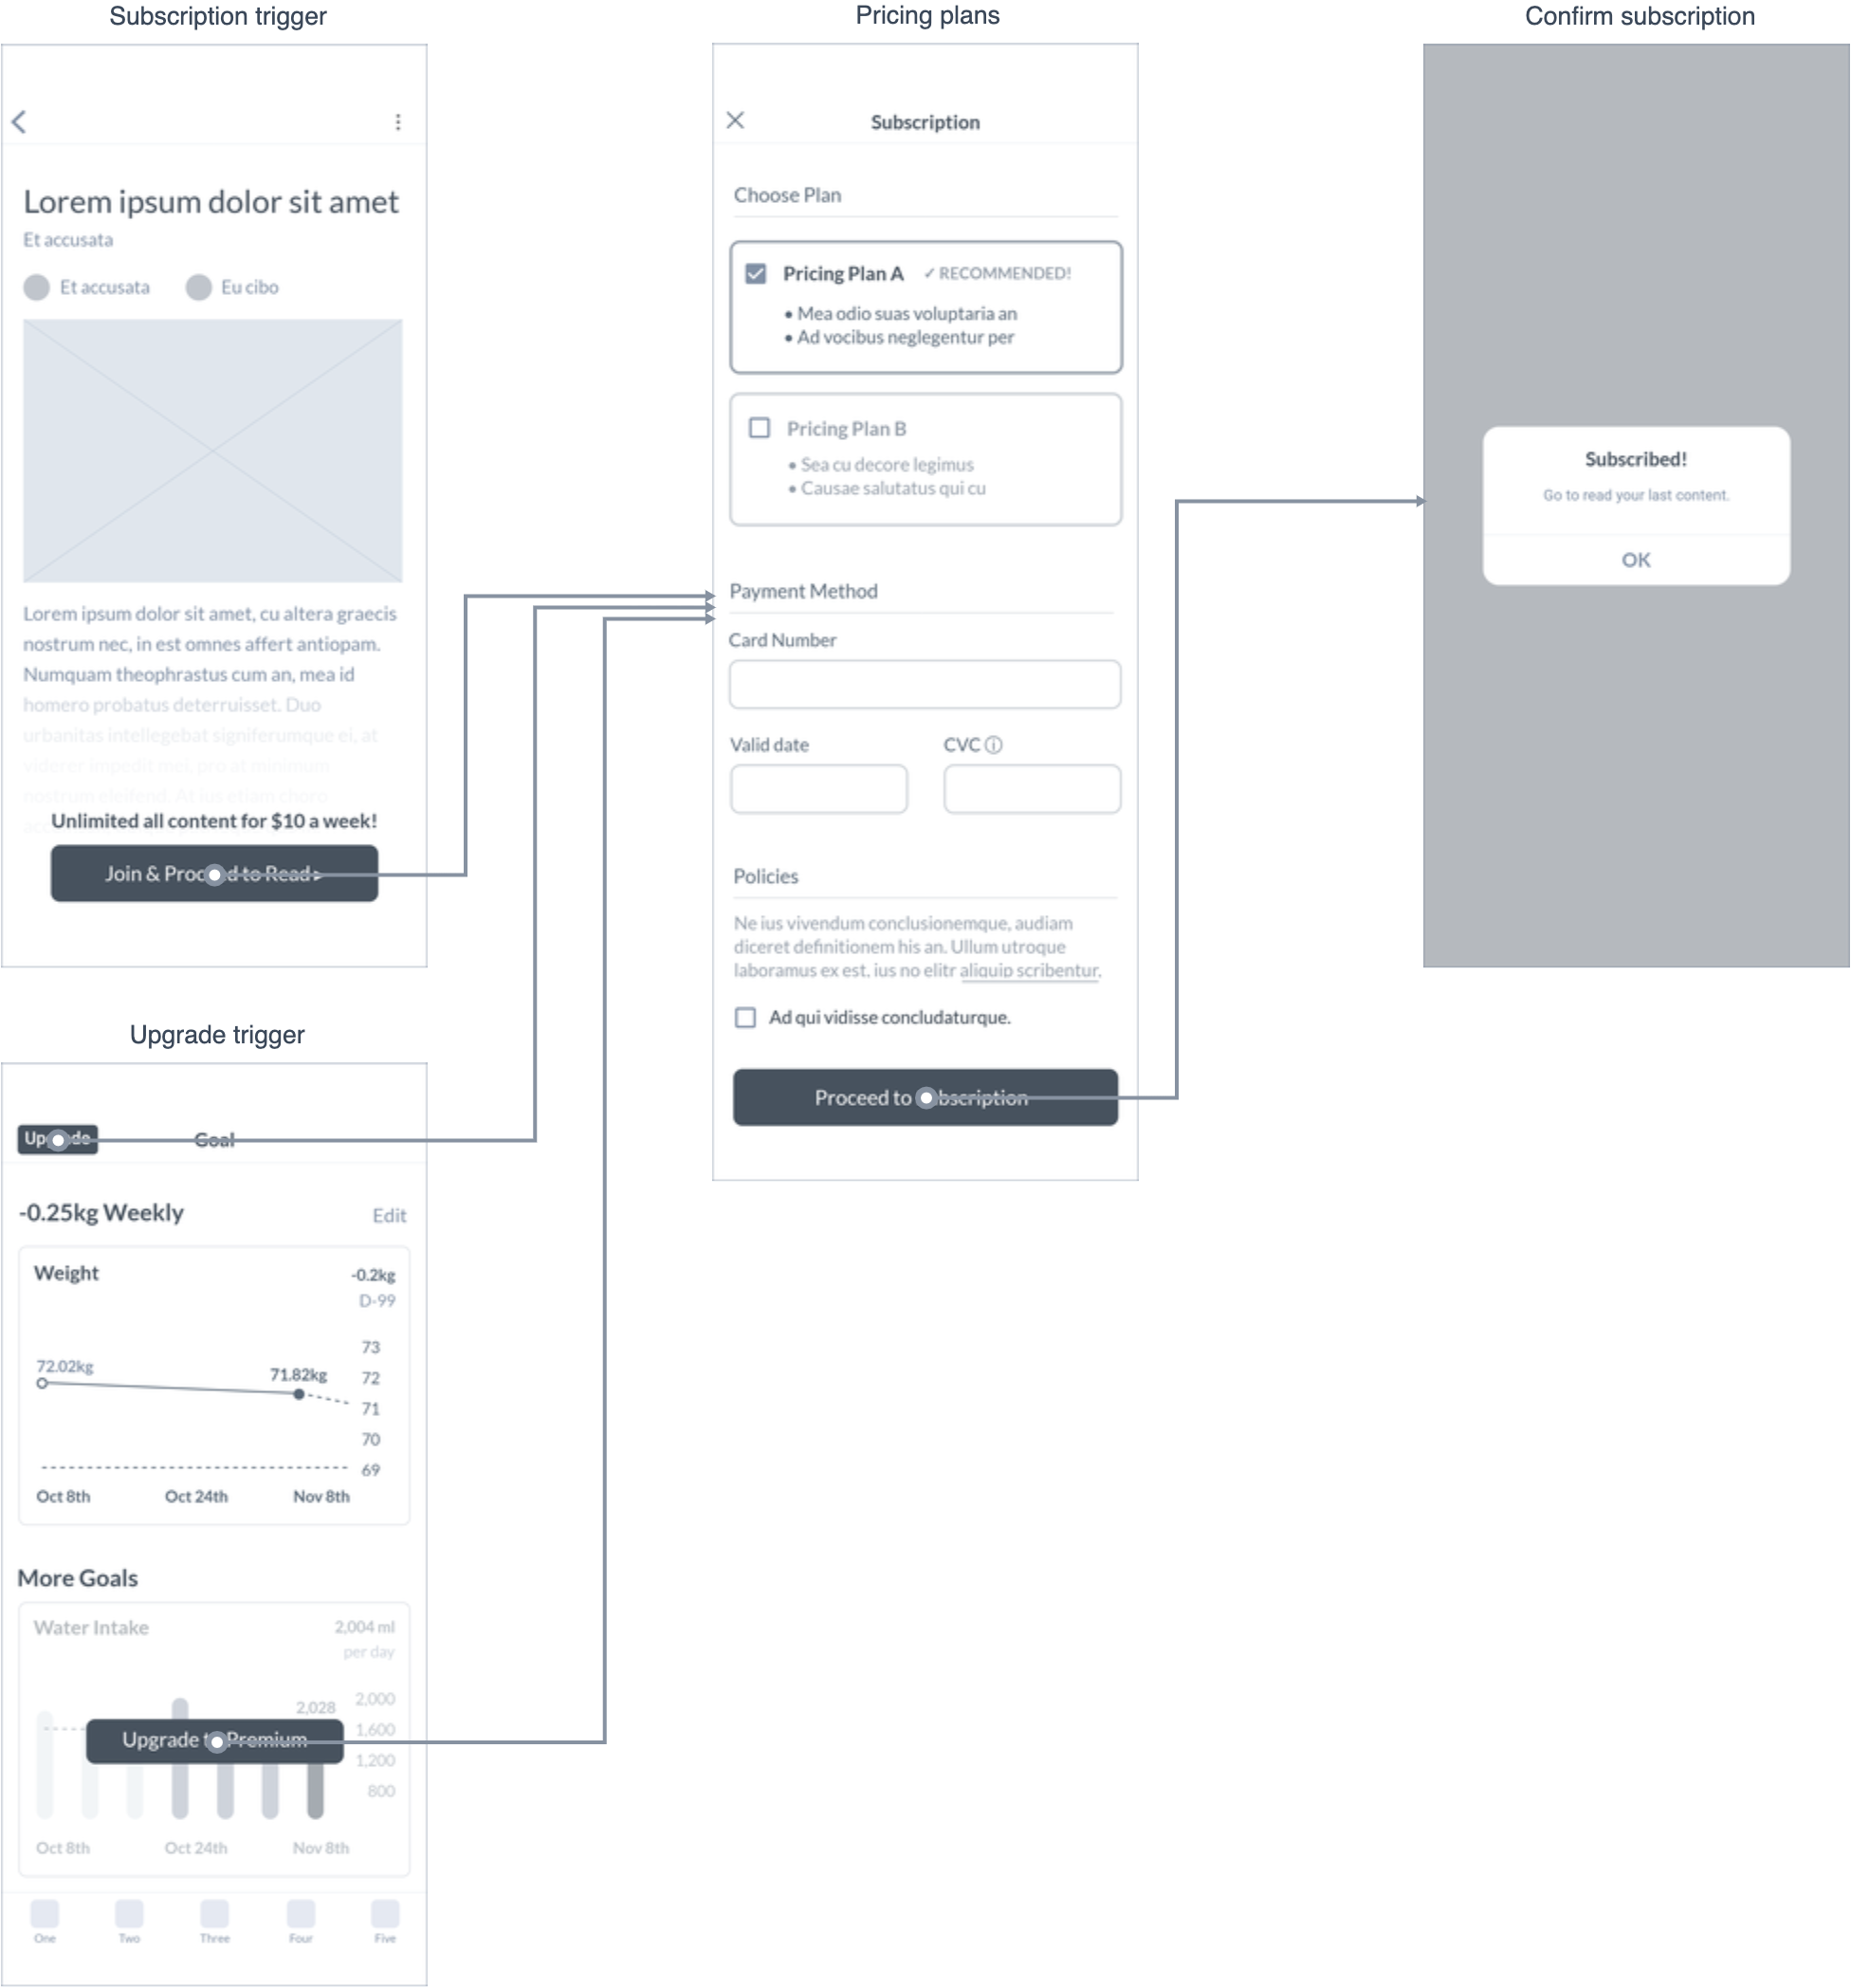 Subscription trigger
Lorem ipsum dolor sit amet
Et accusata
Et accusata
Eu cibo
Lorem ipsum dolor sit amet, cu altera graecis
nostrum nec, in est omnes affert antiopam.
Numquam theophrastus cum an, mea id
homero probatus deterruisset. Duo
urbanitas intellegebat signiferumque ei, at
viderer impedit mei, pro at minimum
nostrum eleifend. At ius etiam choro
Unlimited all content for $10 a week!
Join & Proceed to Read
Upgrade trigger
Upgrade
Goal
-0.25kg Weekly
Edit
Weight
-0.2kg
D-99
73
72.02kg
71.82kg
72
71
70
69
Oct 8th
Oct 24th
Nov 8th
More Goals
Water Intake
2,004 ml
per day
2,028
2,000
1,600
Upgrade to Premium
1,200
800
Oct 8th
Oct 24th
Nov 8th
One
Two
Three
Four
Five
Pricing plans
Subscription
Choose Plan
Pricing Plan A ✓ RECOMMENDED!
• Mea odio suas voluptaria an
• Ad vocibus neglegentur per
Pricing Plan B
• Sea cu decore legimus
• Causae salutatus qui cu
Payment Method
Card Number
Valid date
CVC ⓘ
Policies
Ne ius vivendum conclusionemque, audiam
diceret definitionem his an. Ullum utroque
laboramus ex est, ius no elitr aliquip scribentur.
Ad qui vidisse concludaturque.
Proceed to Subscription
Confirm subscription
Subscribed!
Go to read your last content.
OK